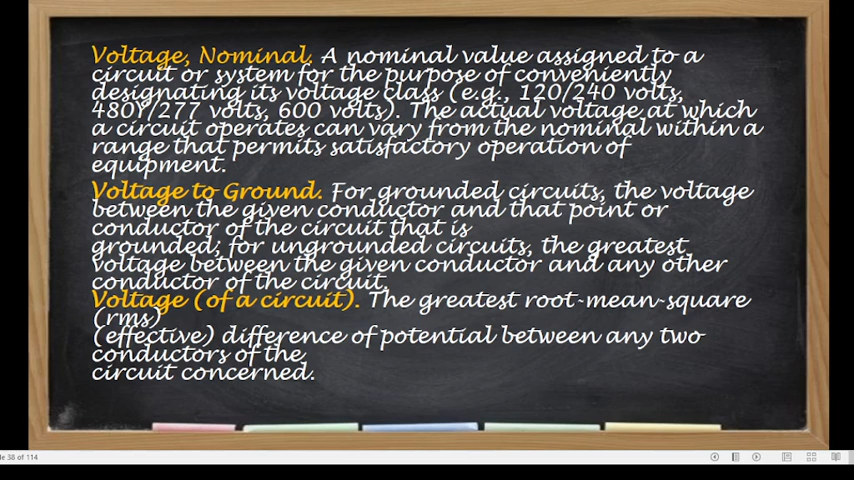 Voltage, Nominal. A nominal value assigned to a
circuit or system for the purpose of conveniently
designating its voltage class (e.g., 120/240 volts,
480Y/277 volts, 600 volts). The actual voltage at which
a circuit operates can vary from the nominal within a
range that permits satisfactory operation of
equipment.
Voltage to Ground. For grounded circuits, the voltage
between the given conductor and that point or
conductor of the circuit that is
grounded; for ungrounded circuits, the greatest
voltage between the given conductor and any other
conductor of the circuit.
Voltage (of a circuit). The greatest root-mean-square
(rms)
(effective) difference of potential between any two
conductors of the
circuit concerned.
de 38 of 114